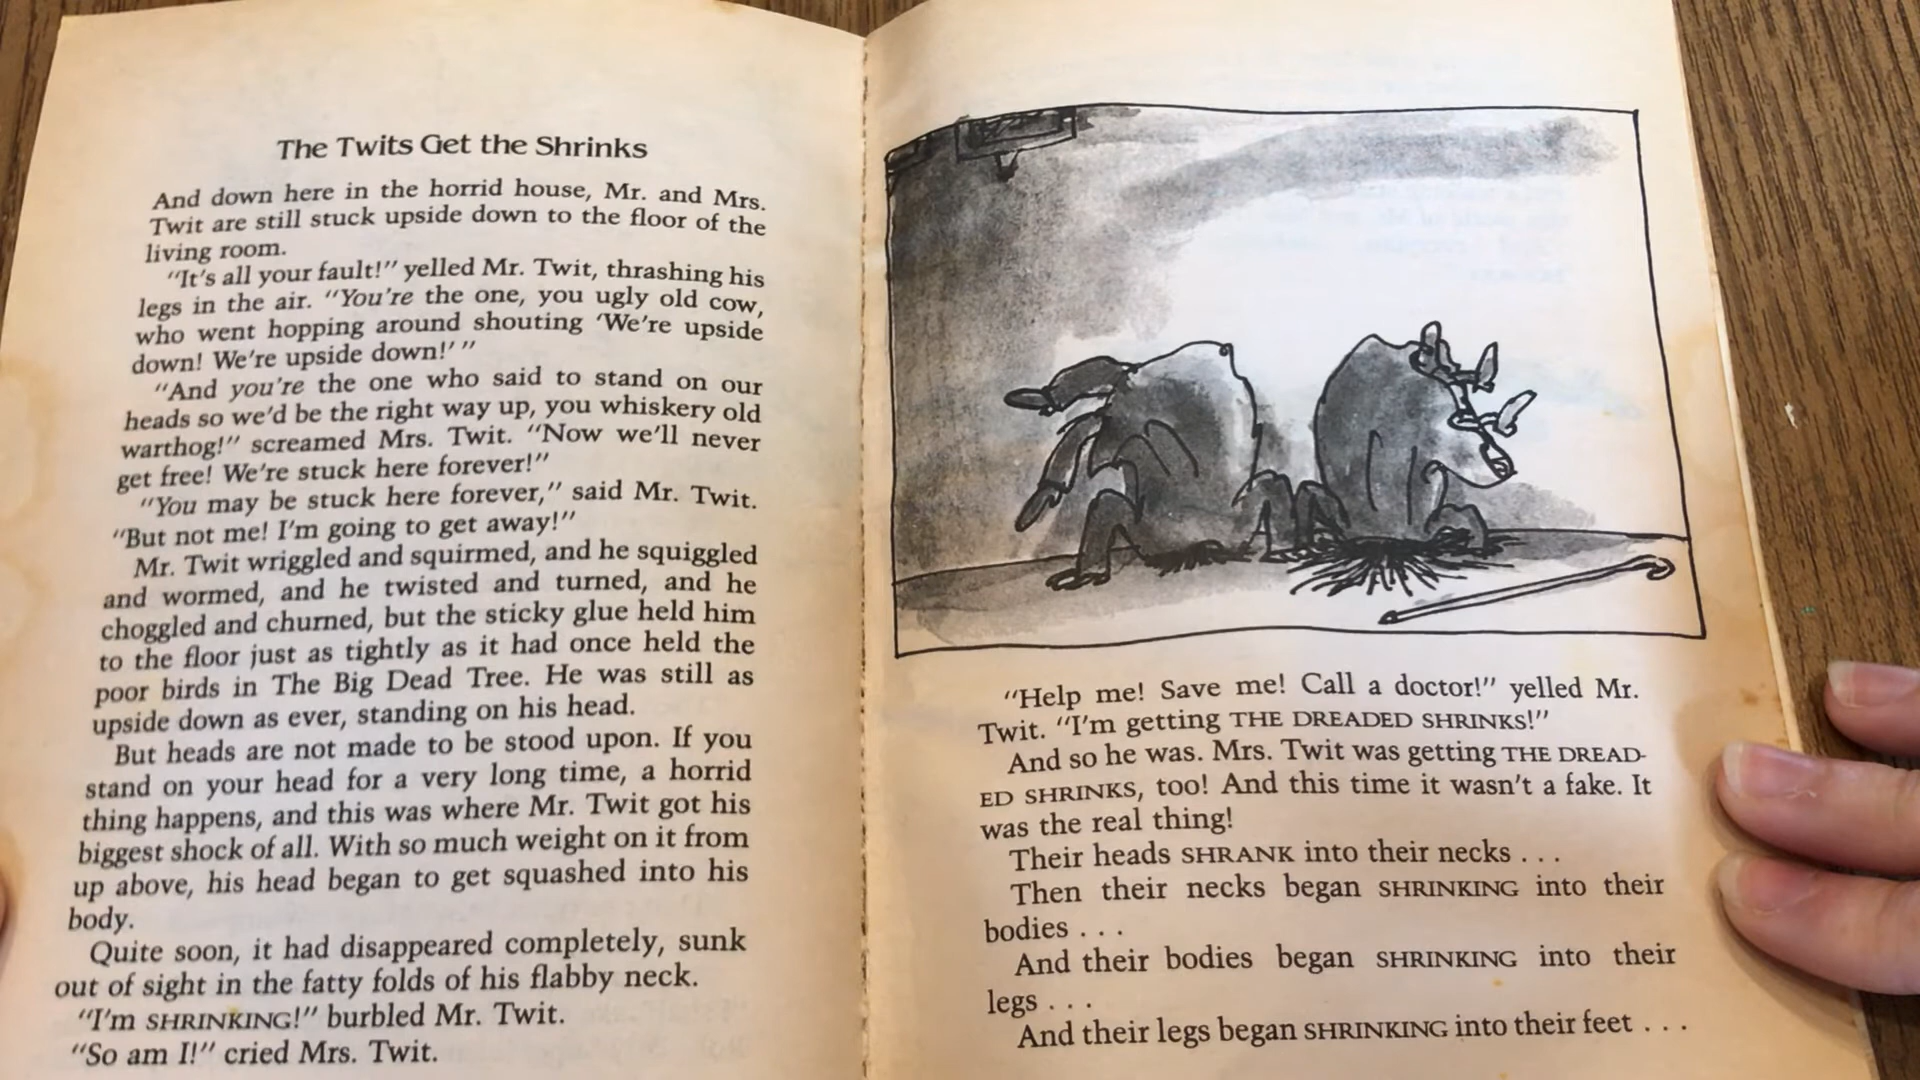 The Twits Get the Shrinks
And down here in the horrid house, Mr. and Mrs.
Twit are still stuck upside down to the floor of the
living room.
"It's all your fault!" yelled Mr. Twit, thrashing his
legs in the air. "You're the one, you ugly old cow,
who went hopping around shouting 'We're upside
down! We're upside down!' "
"And you're the one who said to stand on our
heads so we'd be the right way up, you whiskery old
warthog!" screamed Mrs. Twit. "Now we'll never
get free! We're stuck here forever!"
"You may be stuck here forever," said Mr. Twit.
"But not me! I'm going to get away!"
Mr. Twit wriggled and squirmed, and he squiggled
and wormed, and he twisted and turned, and he
choggled and churned, but the sticky glue held him
to the floor just as tightly as it had once held the
poor birds in The Big Dead Tree. He was still as
upside down as ever, standing on his head.
But heads are not made to be stood upon. If you
stand on your head for a very long time, a horrid
thing happens, and this was where Mr. Twit got his
biggest shock of all. With so much weight on it from
up above, his head began to get squashed into his
body.
Quite soon, it had disappeared completely, sunk
out of sight in the fatty folds of his flabby neck.
"I'm SHRINKING!" burbled Mr. Twit.
"So am I!" cried Mrs. Twit.
"Help me! Save me! Call a doctor!" yelled Mr.
Twit. "I'm getting THE DREADED SHRINKS!"
And so he was. Mrs. Twit was getting THE DREAD-
ED SHRINKS, too! And this time it wasn't a fake. It
was the real thing!
Their heads SHRANK into their necks . . .
Then their necks began SHRINKING into their
bodies . . .
And their bodies began SHRINKING into their
legs . . .
And their legs began SHRINKING into their feet . . .